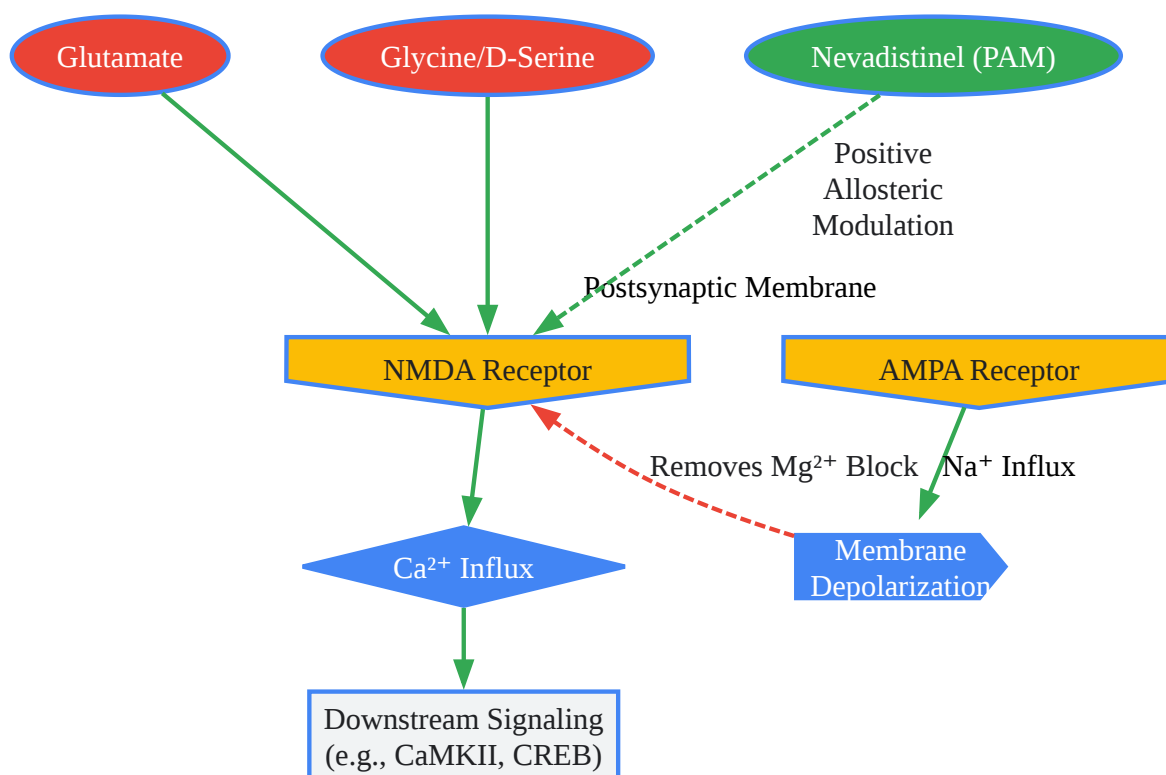 Glutamate
Glycine/D-Serine
Nevadistinel (PAM)
Positive
Allosteric
Modulation
Postsynaptic Membrane
NMDA Receptor
AMPA Receptor
Removes Mg²⁺ Block
Na⁺ Influx
Membrane
Depolarization
Ca²⁺ Influx
Downstream Signaling
(e.g., CaMKII, CREB)